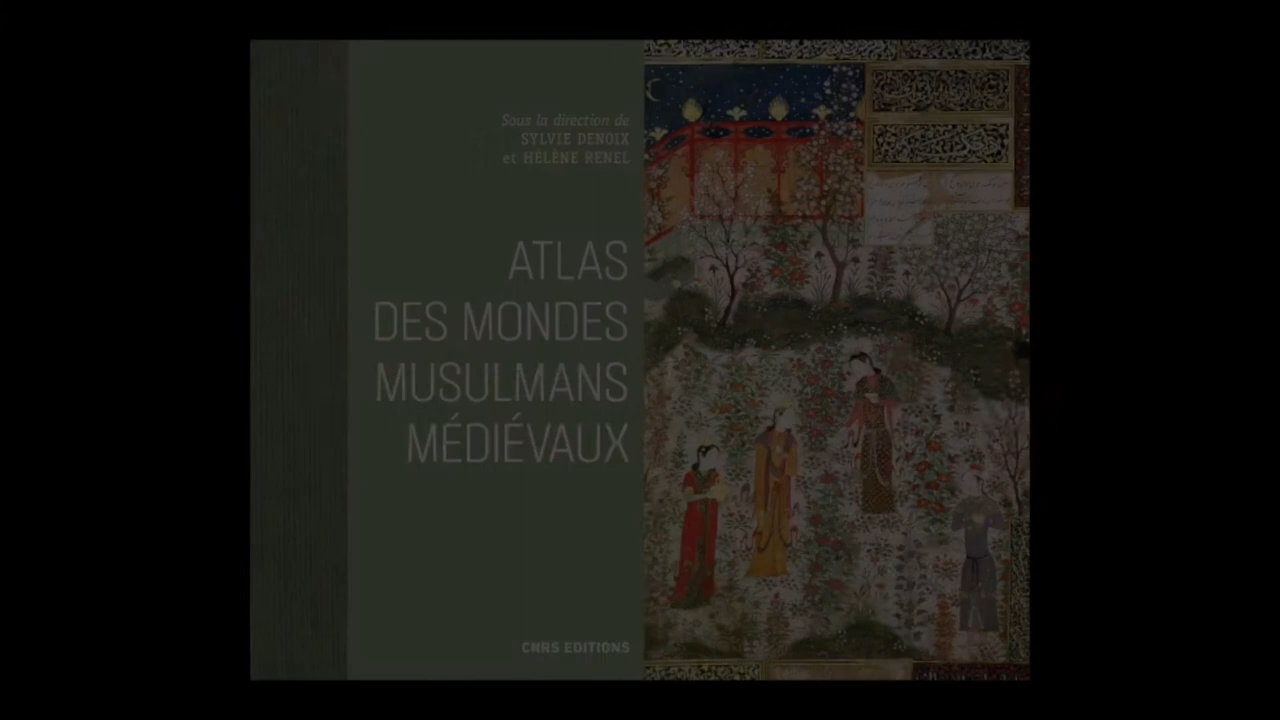 Sous la direction de
SYLVIE DENOIX
et HÉLÈNE RENEL
ATLAS
DES MONDES
MUSULMANS
MÉDIÉVAUX
CNRS EDITIONS